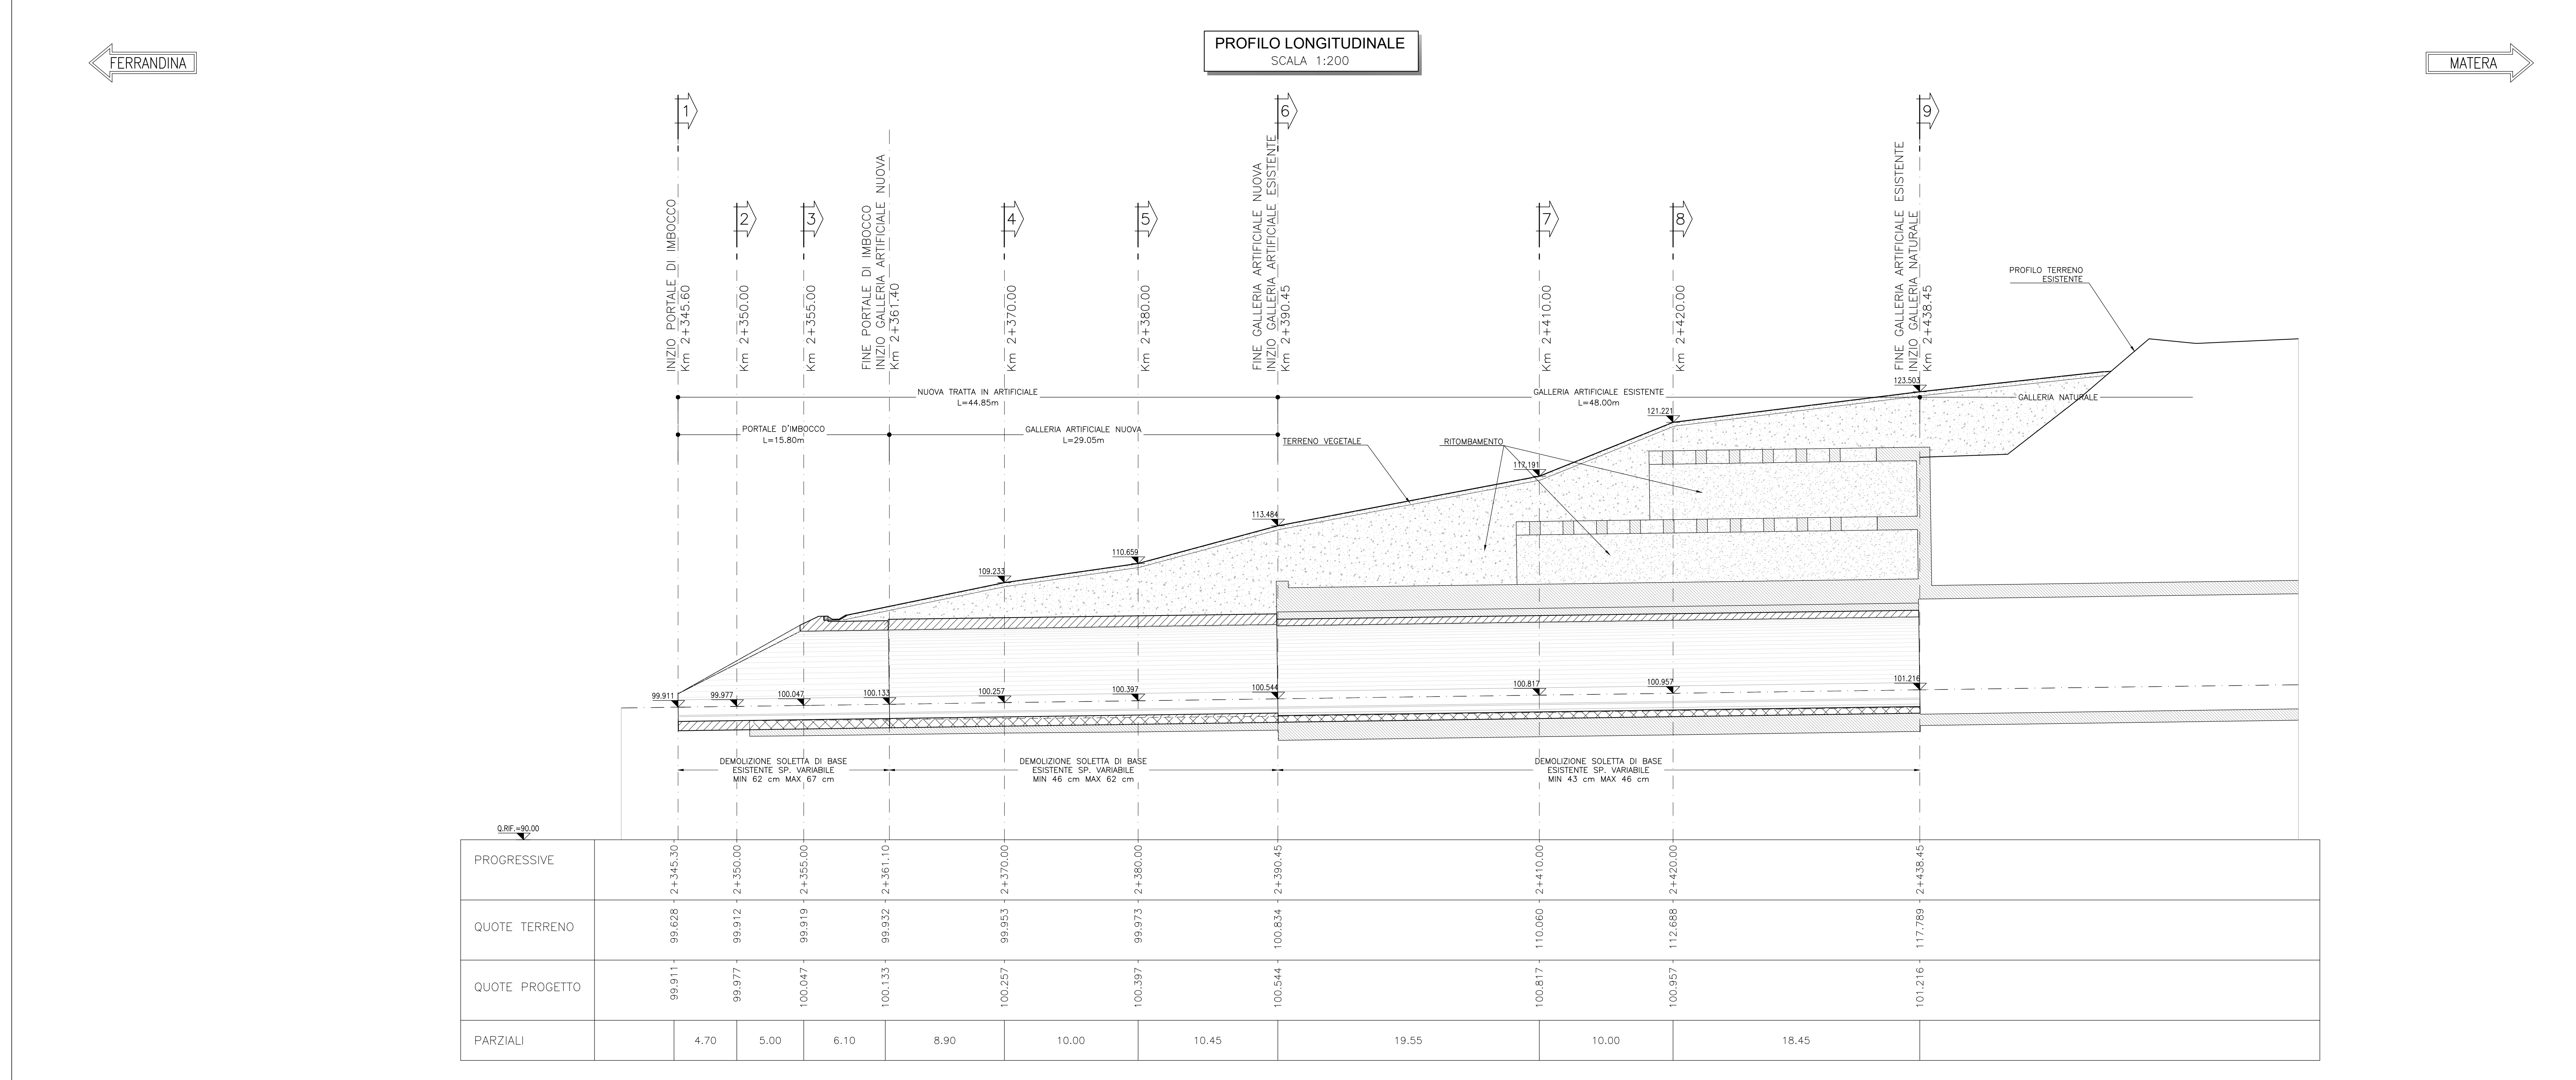 PROFILO LONGITUDINALE
SCALA 1:200
FERRANDINA
MATERA
1
6
9
2
3
4
5
7
8
INIZIO PORTALE DI IMBOCCO
Km 2+345.60
Km 2+350.00
Km 2+355.00
FINE PORTALE DI IMBOCCO
INIZIO GALLERIA ARTIFICIALE NUOVA
Km 2+361.40
Km 2+370.00
Km 2+380.00
FINE GALLERIA ARTIFICIALE NUOVA
INIZIO GALLERIA ARTIFICIALE ESISTENTE
Km 2+390.45
Km 2+410.00
Km 2+420.00
FINE GALLERIA ARTIFICIALE ESISTENTE
INIZIO GALLERIA NATURALE
Km 2+438.45
PROFILO TERRENO
ESISTENTE
NUOVA TRATTA IN ARTIFICIALE
L=44.85m
GALLERIA ARTIFICIALE ESISTENTE
L=48.00m
GALLERIA NATURALE
PORTALE D'IMBOCCO
L=15.80m
GALLERIA ARTIFICIALE NUOVA
L=29.05m
TERRENO VEGETALE
RITOMBAMENTO
123.503
121.221
117.191
113.484
110.659
109.233
99.911
99.977
100.047
100.133
100.257
100.397
100.544
100.817
100.957
101.216
DEMOLIZIONE SOLETTA DI BASE
ESISTENTE SP. VARIABILE
MIN 62 cm MAX 67 cm
DEMOLIZIONE SOLETTA DI BASE
ESISTENTE SP. VARIABILE
MIN 46 cm MAX 62 cm
DEMOLIZIONE SOLETTA DI BASE
ESISTENTE SP. VARIABILE
MIN 43 cm MAX 46 cm
Q.RIF.=90.00
PROGRESSIVE 2+345.30 2+350.00 2+355.00 2+361.10 2+370.00 2+380.00 2+390.45 2+410.00 2+420.00 2+438.45
QUOTE TERRENO 99.628 99.912 99.919 99.932 99.953 99.973 100.834 110.060 112.688 117.789
QUOTE PROGETTO 99.911 99.977 100.047 100.133 100.257 100.397 100.544 100.817 100.957 101.216
PARZIALI 4.70 5.00 6.10 8.90 10.00 10.45 19.55 10.00 18.45